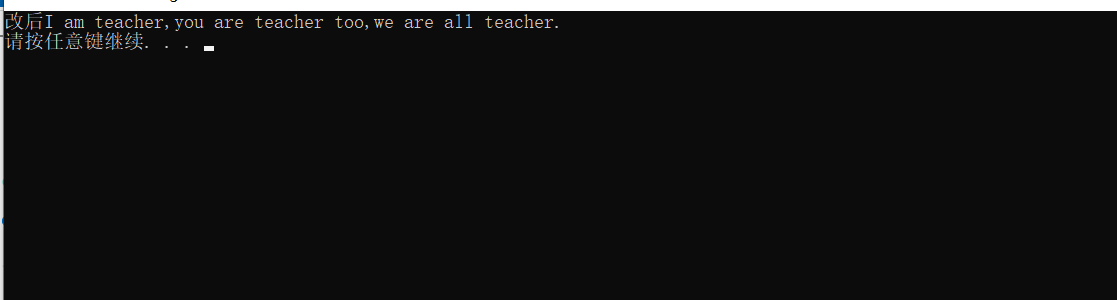 改后I am teacher,you are teacher too,we are all teacher.
请按任意键继续. . .